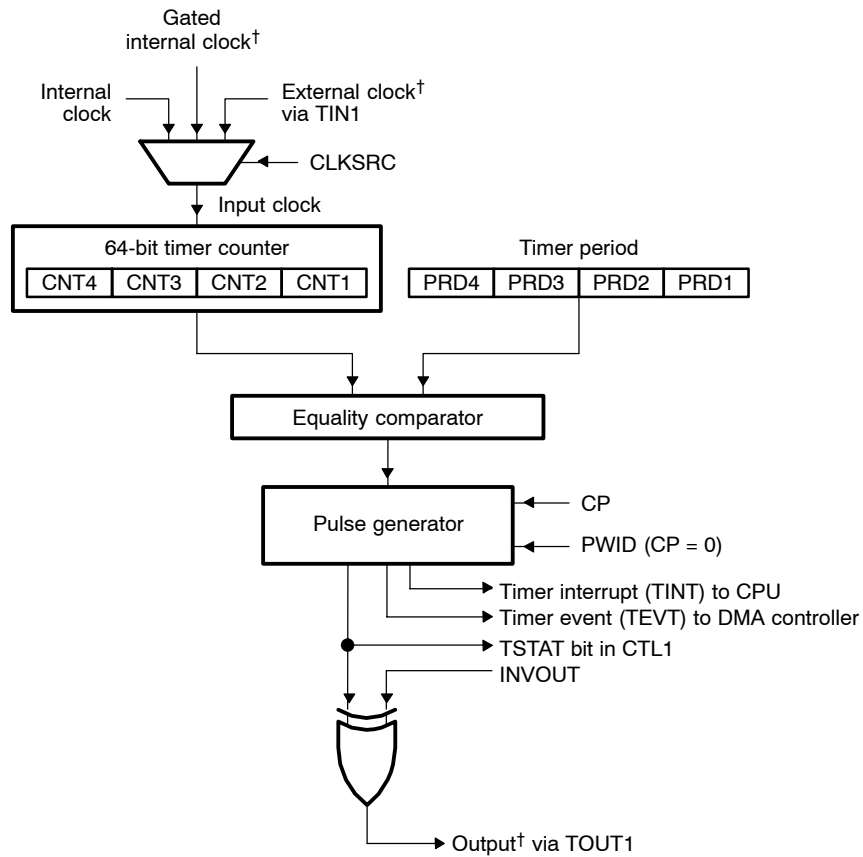 Gated
internal clock†
Internal
clock
External clock†
via TIN1
CLKSRC
Input clock
64-bit timer counter
CNT4 CNT3 CNT2 CNT1
Timer period
PRD4 PRD3 PRD2 PRD1
Equality comparator
Pulse generator
CP
PWID (CP = 0)
Timer interrupt (TINT) to CPU
Timer event (TEVT) to DMA controller
TSTAT bit in CTL1
INVOUT
Output† via TOUT1